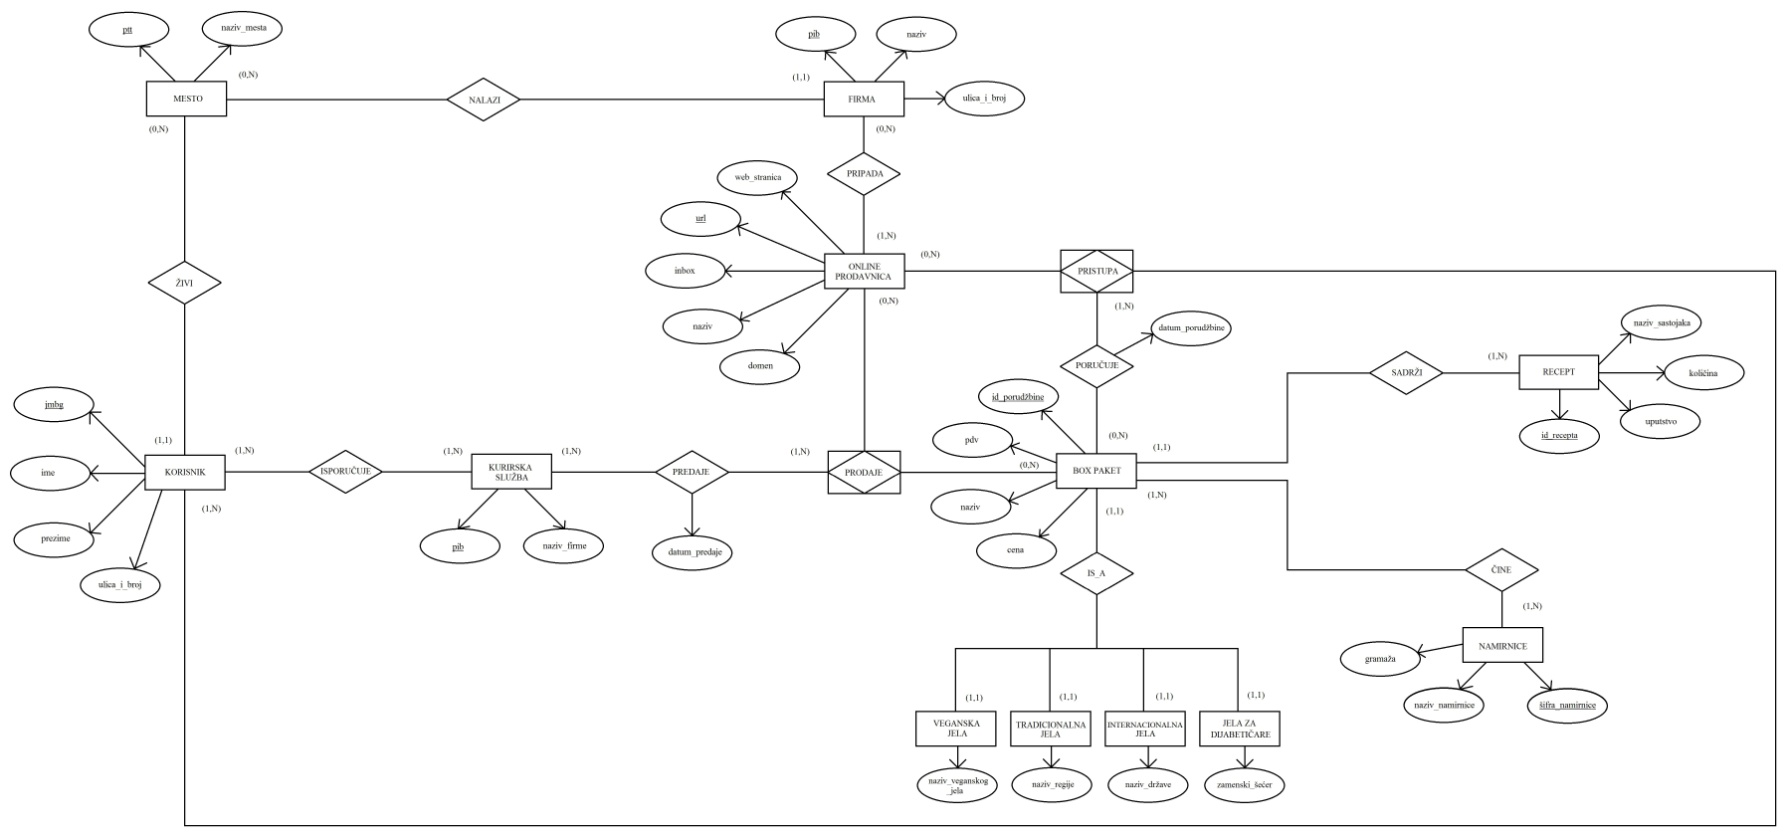 ptt
naziv_mesta
pib
naziv
(0,N)
(1,1)
MESTO
NALAZI
FIRMA
ulica_i_broj
(0,N)
(0,N)
PRIPADA
web_stranica
url
(1,N)
(0,N)
inbox
ONLINE
PRODAVNICA
PRISTUPA
ŽIVI
(0,N)
(1,N)
naziv
datum_porudžbine
naziv_sastojaka
domen
PORUČUJE
(1,N)
SADRŽI
RECEPT
količina
jmbg
id_porudžbine
uputstvo
id_recepta
pdv
(0,N)
(1,1)
(1,1)
(1,N)
(1,N)
(1,N)
(1,N)
(0,N)
ime
KORISNIK
ISPORUČUJE
KURIRSKA
SLUŽBA
PREDAJE
PRODAJE
BOX PAKET
(1,N)
naziv
(1,N)
(1,1)
prezime
pib
naziv_firme
datum_predaje
cena
ulica_i_broj
IS_A
ČINE
(1,N)
NAMIRNICE
gramaža
naziv_namirnice
šifra_namirnice
(1,1)
(1,1)
(1,1)
(1,1)
VEGANSKA
JELA
TRADICIONALNA
JELA
INTERNACIONALNA
JELA
JELA ZA
DIJABETIČARE
naziv_veganskog
_jela
naziv_regije
naziv_države
zamenski_šećer